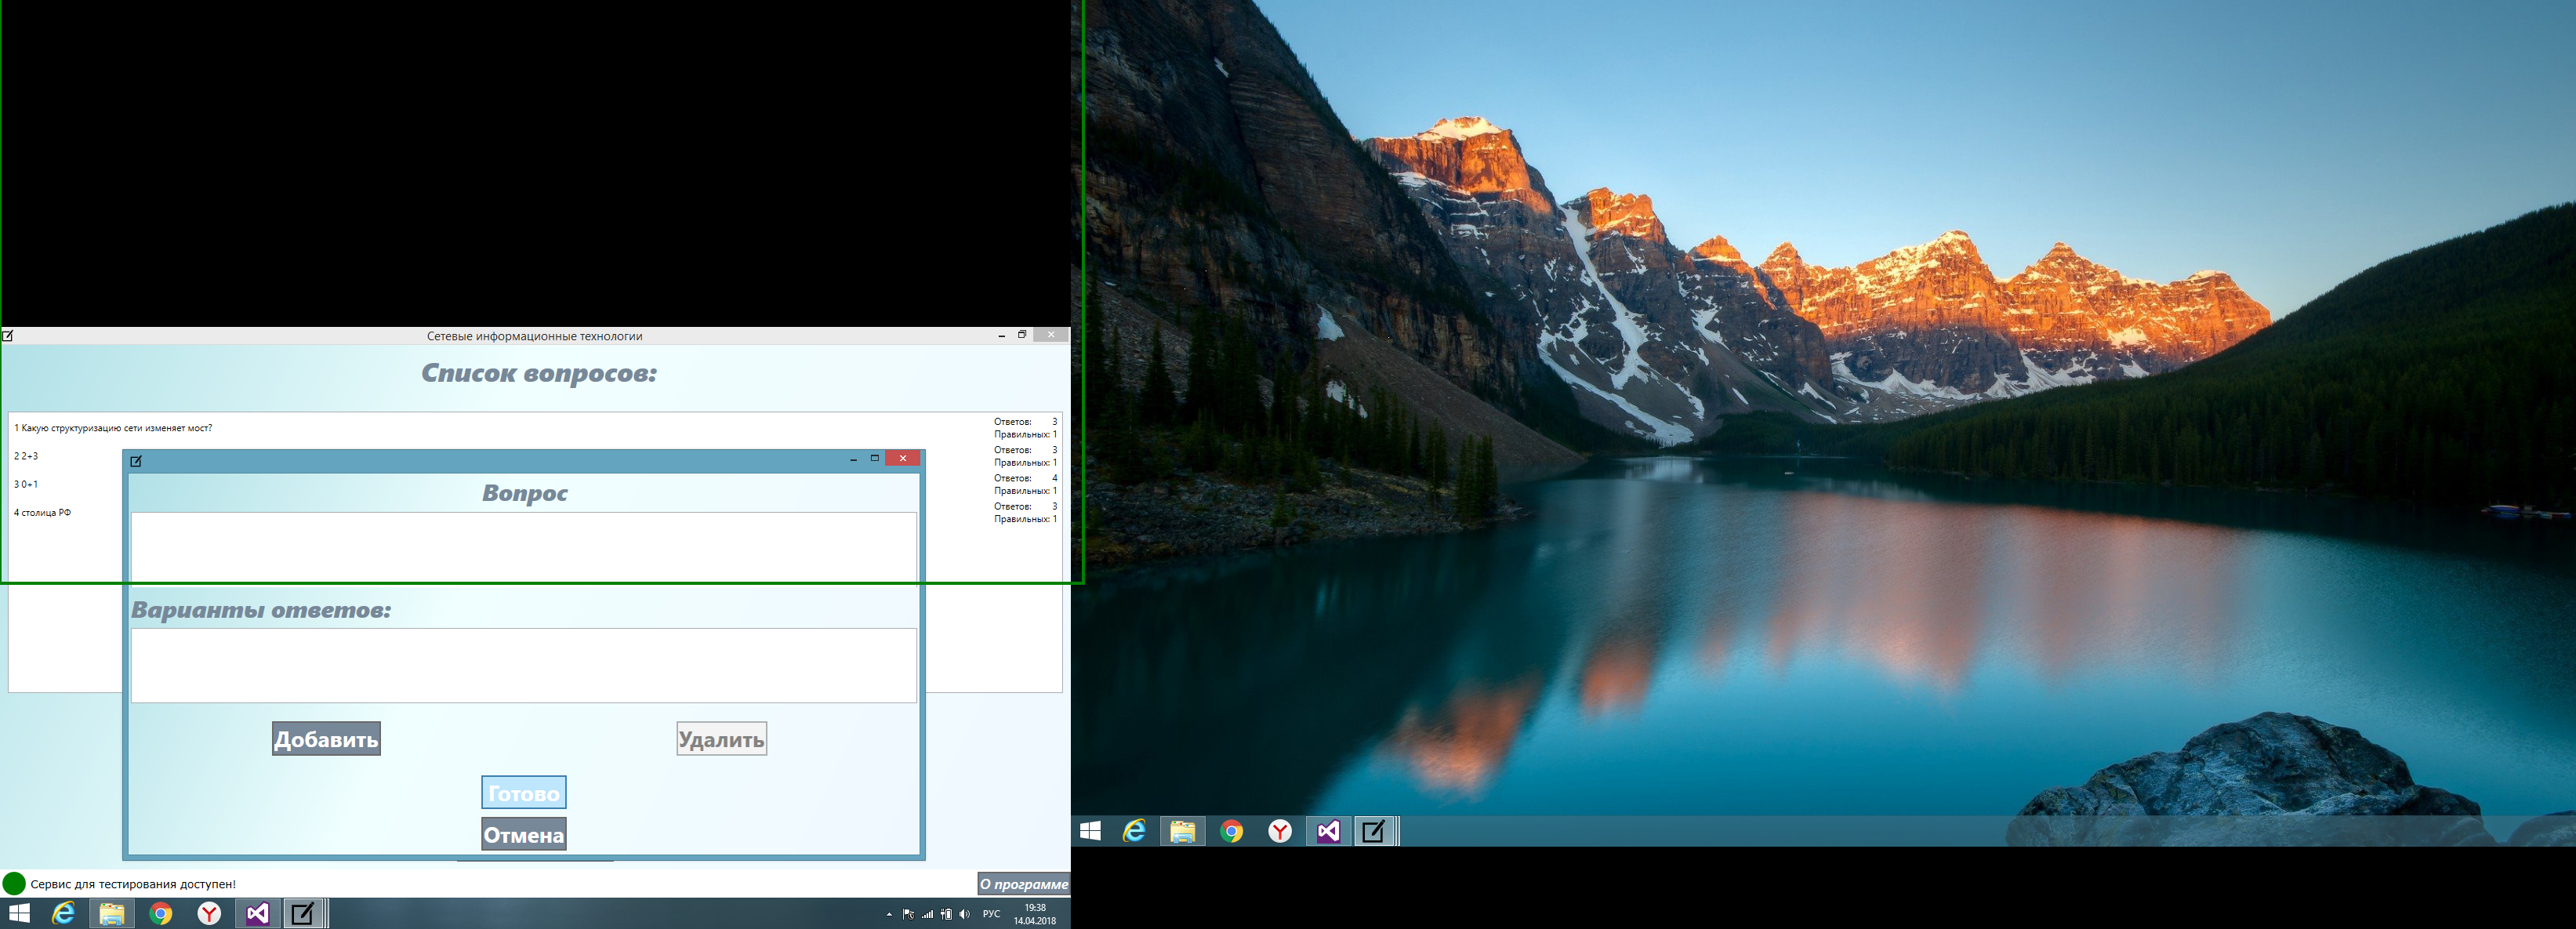 Сетевые информационные технологии
Список вопросов:
1 Какую структуризацию сети изменяет мост?
Ответов: 3
Правильных: 1
2 2+3
Ответов: 3
Правильных: 1
3 0+1
Ответов: 4
Правильных: 1
4 столица РФ
Ответов: 3
Правильных: 1
Вопрос
Варианты ответов:
Добавить
Удалить
Готово
Отмена
Сервис для тестирования доступен!
О программе
РУС
19:38
14.04.2018